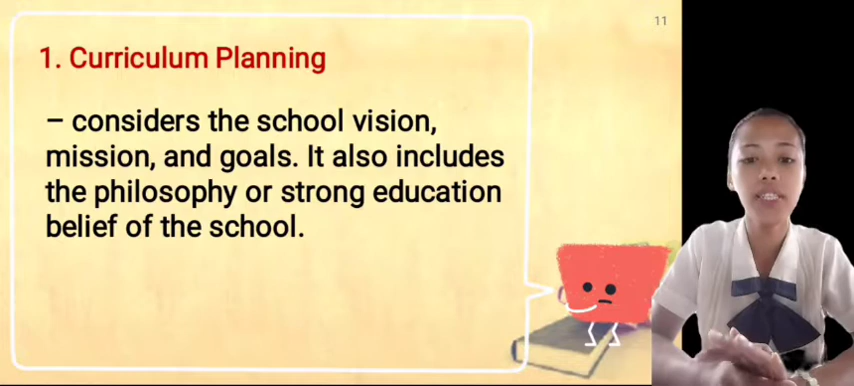 11
1. Curriculum Planning
– considers the school vision,
mission, and goals. It also includes
the philosophy or strong education
belief of the school.